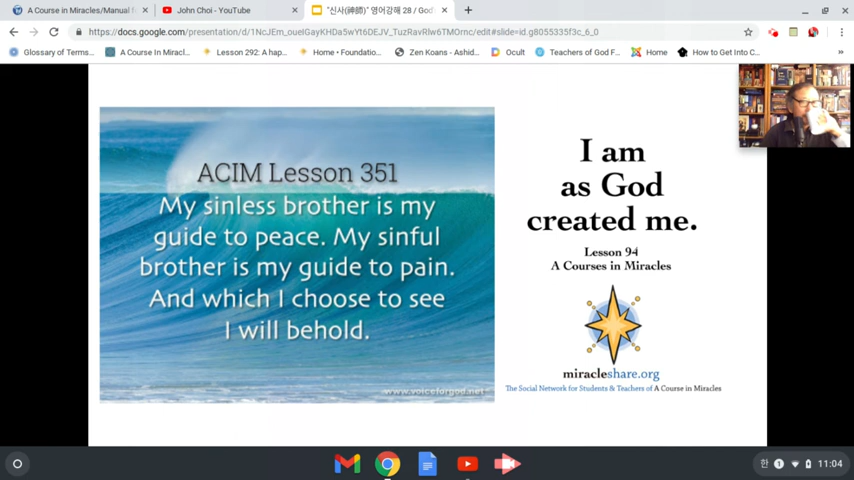 A Course in Miracles/Manual f
John Choi - YouTube
"신사(神師)" 영어강해 28 / God
https://docs.google.com/presentation/d/1NcJEm_oueIGayKHDa5wYt6DEJV_TuzRavRlw6TMOrnc/edit#slide=id.g8055335f3c_6_0
Glossary of Terms...
A Course In Miracl...
Lesson 292: A hap...
Home • Foundatio...
Zen Koans - Ashid...
Ocult
Teachers of God F...
Home
How to Get Into C...
»
ACIM Lesson 351
My sinless brother is my
guide to peace. My sinful
brother is my guide to pain.
And which I choose to see
I will behold.
www.voiceforgod.net
I am
as God
created me.
Lesson 94
A Courses in Miracles
miracleshare.org
The Social Network for Students & Teachers of A Course in Miracles
한
1
11:04